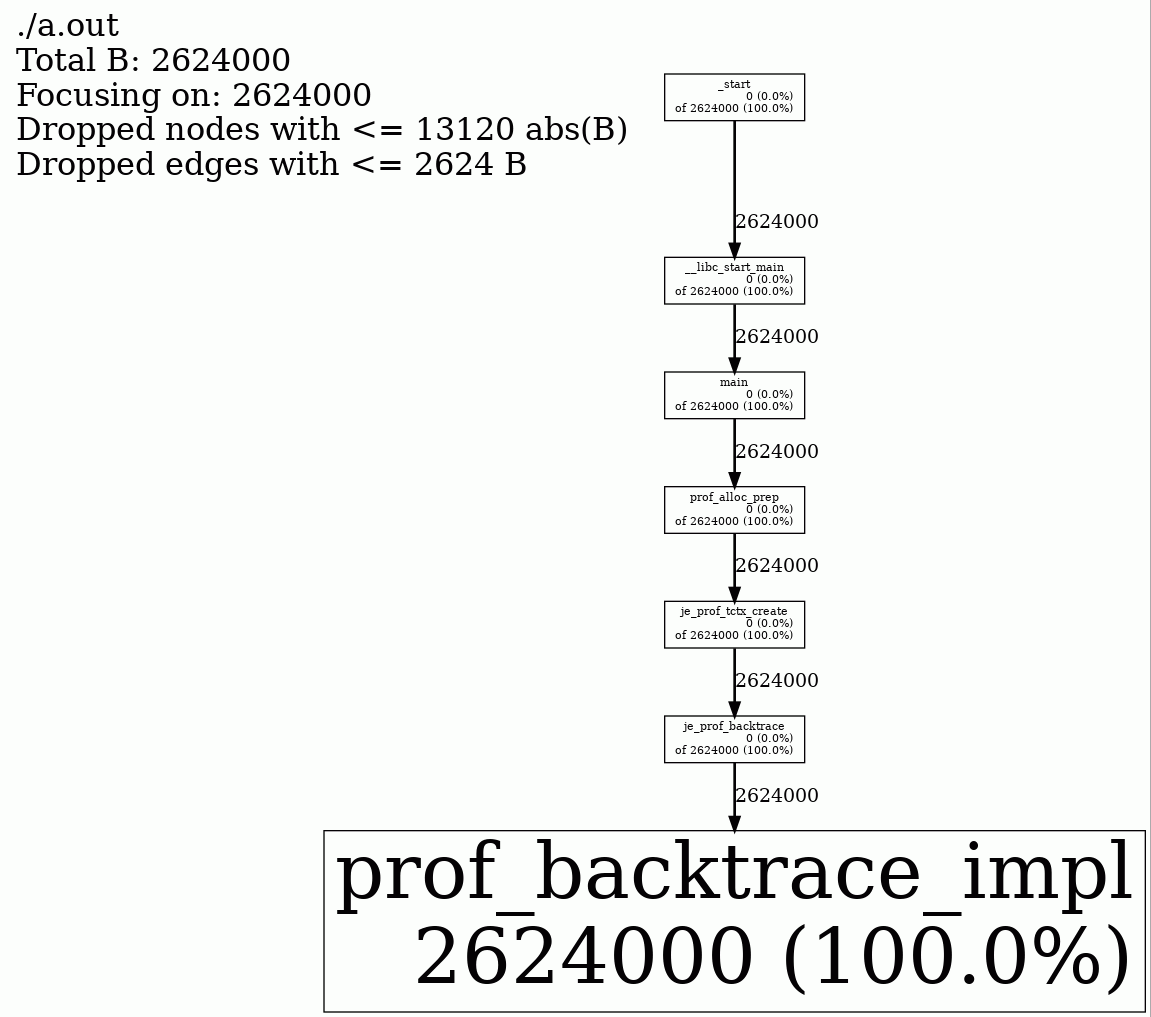 ./a.out
Total B: 2624000
Focusing on: 2624000
Dropped nodes with <= 13120 abs(B)
Dropped edges with <= 2624 B
_start
0 (0.0%)
of 2624000 (100.0%)
2624000
__libc_start_main
0 (0.0%)
of 2624000 (100.0%)
2624000
main
0 (0.0%)
of 2624000 (100.0%)
2624000
prof_alloc_prep
0 (0.0%)
of 2624000 (100.0%)
2624000
je_prof_tctx_create
0 (0.0%)
of 2624000 (100.0%)
2624000
je_prof_backtrace
0 (0.0%)
of 2624000 (100.0%)
2624000
prof_backtrace_impl
2624000 (100.0%)